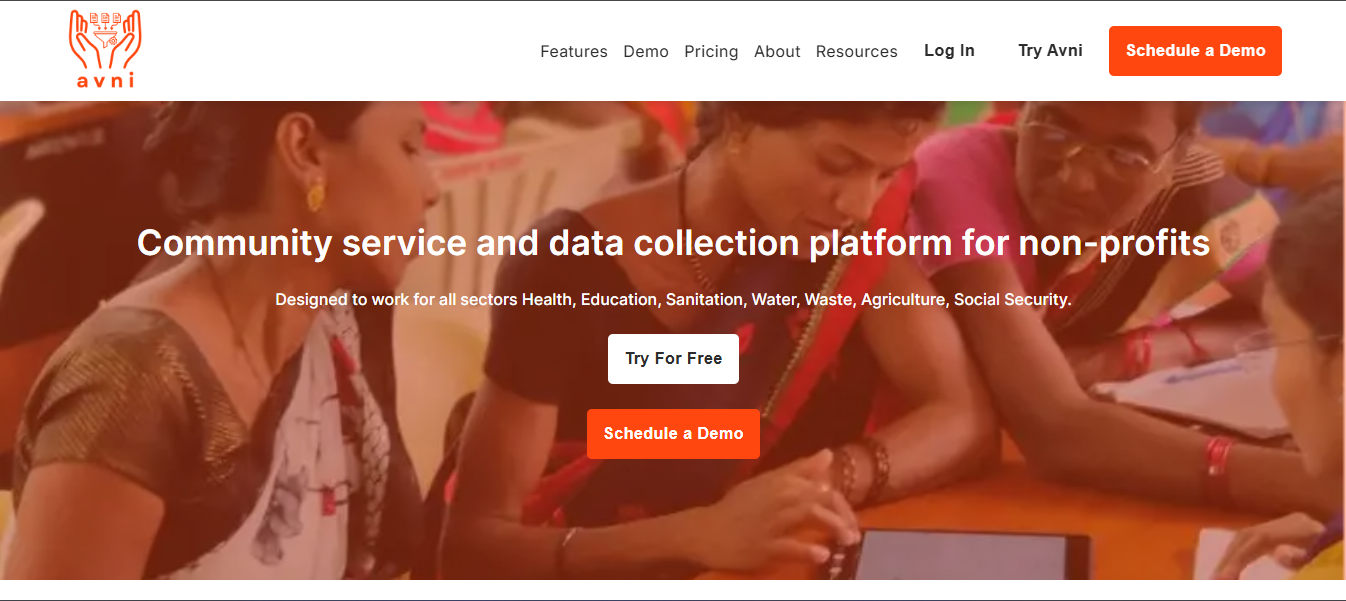 avni
Features Demo Pricing About Resources Log In Try Avni Schedule a Demo
Community service and data collection platform for non-profits
Designed to work for all sectors Health, Education, Sanitation, Water, Waste, Agriculture, Social Security.
Try For Free
Schedule a Demo